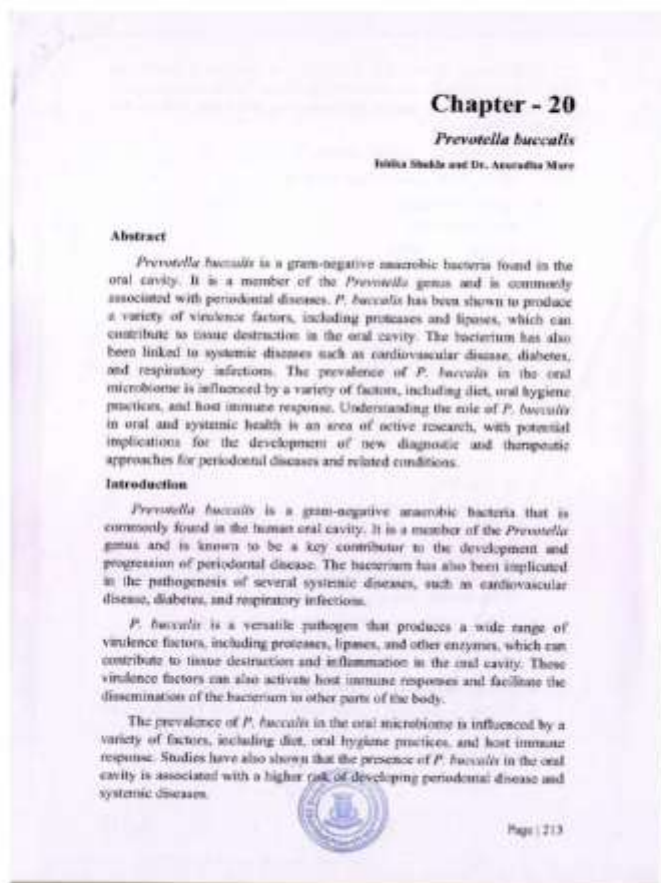 Chapter - 20
Prevotella buccalis
Ishika Shukla and Dr. Anuradha More
Abstract
Prevotella buccalis is a gram-negative anaerobic bacteria found in the
oral cavity. It is a member of the Prevotella genus and is commonly
associated with periodontal diseases. P. buccalis has been shown to produce
a variety of virulence factors, including proteases and lipases, which can
contribute to tissue destruction in the oral cavity. The bacterium has also
been linked to systemic diseases such as cardiovascular disease, diabetes,
and respiratory infections. The prevalence of P. buccalis in the oral
microbiome is influenced by a variety of factors, including diet, oral hygiene
practices, and host immune response. Understanding the role of P. buccalis
in oral and systemic health is an area of active research, with potential
implications for the development of new diagnostic and therapeutic
approaches for periodontal diseases and related conditions.
Introduction
Prevotella buccalis is a gram-negative anaerobic bacteria that is
commonly found in the human oral cavity. It is a member of the Prevotella
genus and is known to be a key contributor to the development and
progression of periodontal disease. The bacterium has also been implicated
in the pathogenesis of several systemic diseases, such as cardiovascular
disease, diabetes, and respiratory infections.
P. buccalis is a versatile pathogen that produces a wide range of
virulence factors, including proteases, lipases, and other enzymes, which can
contribute to tissue destruction and inflammation in the oral cavity. These
virulence factors can also activate host immune responses and facilitate the
dissemination of the bacterium to other parts of the body.
The prevalence of P. buccalis in the oral microbiome is influenced by a
variety of factors, including diet, oral hygiene practices, and host immune
response. Studies have also shown that the presence of P. buccalis in the oral
cavity is associated with a higher risk of developing periodontal disease and
systemic diseases.
Page | 213